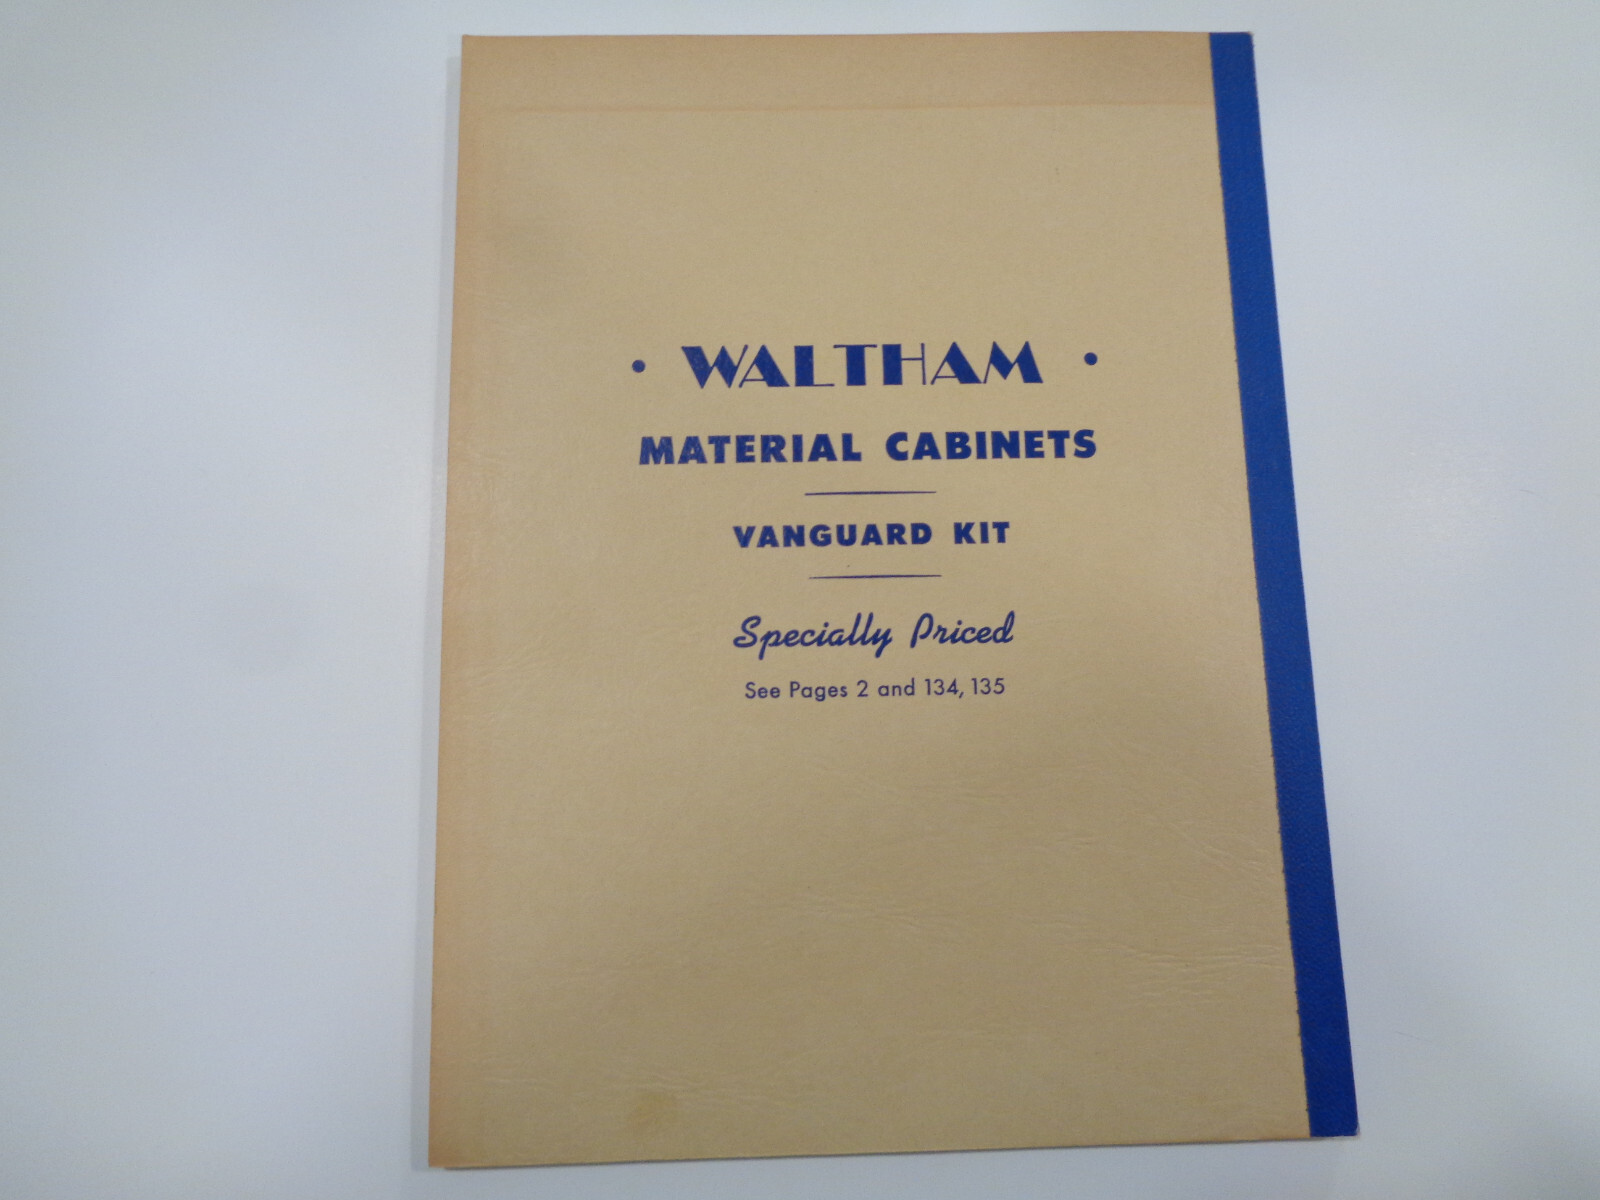 • WALTHAM •
MATERIAL CABINETS
VANGUARD KIT
Specially Priced
See Pages 2 and 134, 135